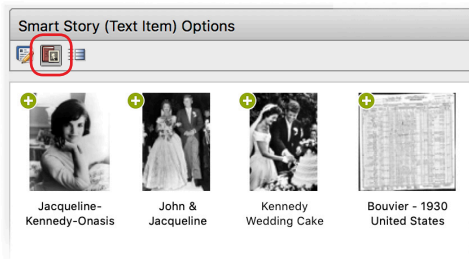 Smart Story (Text Item) Options
Jacqueline-
Kennedy-Onasis
John &
Jacqueline
Kennedy
Wedding Cake
Bouvier - 1930
United States